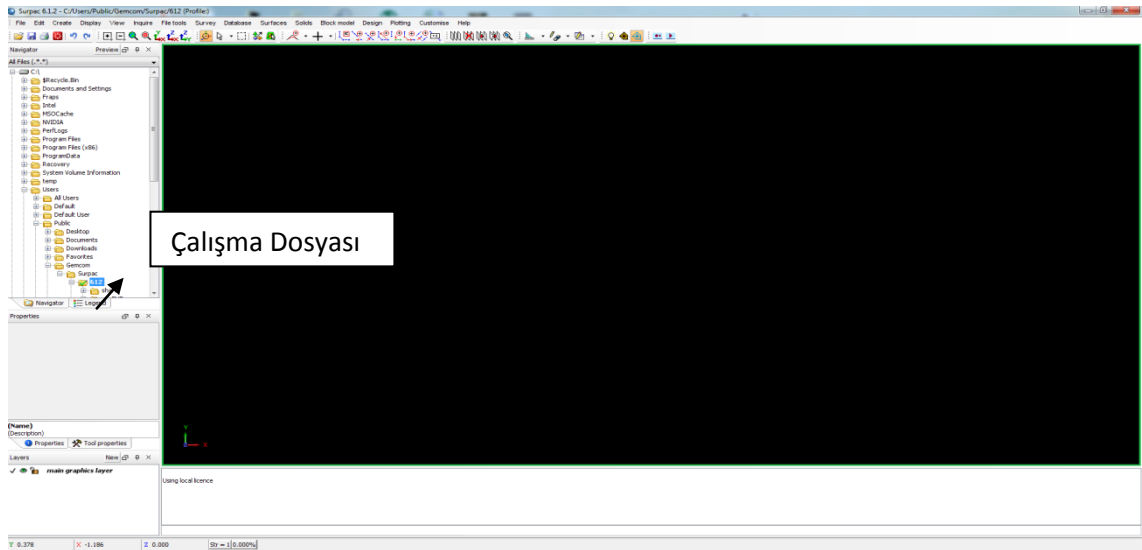 Surpac 6.1.2 - C:/Users/Public/Gemcom/Surpac/612 (Profile:)
File Edit Create Display View Inquire File tools Survey Database Surfaces Solids Block model Design Plotting Customise Help
Navigator Preview
All Files (*.*)
C:\
$Recycle.Bin
Documents and Settings
Fraps
Intel
MSOCache
NVIDIA
PerfLogs
Program Files
Program Files (x86)
ProgramData
Recovery
System Volume Information
temp
Users
All Users
Default
Default User
Public
Desktop
Documents
Downloads
Favorites
Gemcom
Surpac
612
Çalışma Dosyası
Navigator
Properties
(Name)
(Description)
Properties Tool properties
Layers New
main graphics layer
Y
X
Using local licence
Y 0.378 X -1.186 Z 0.000 Str = 1 0.000%